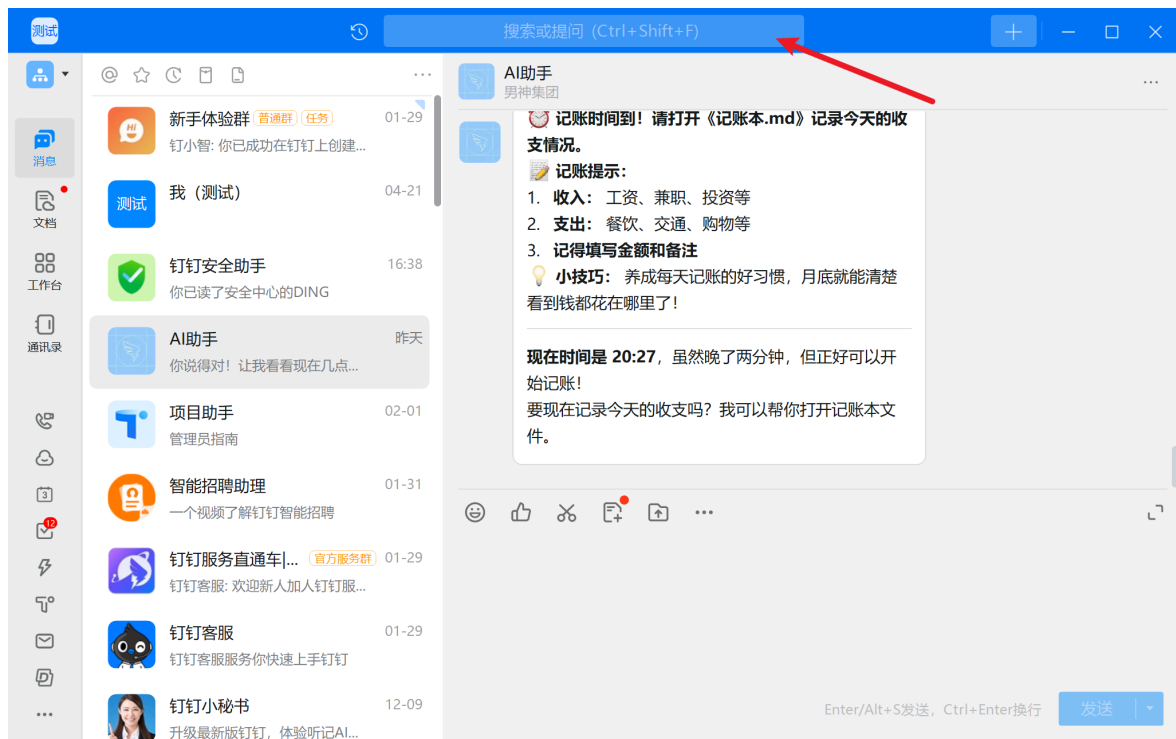 测试
搜索或提问 (Ctrl+Shift+F)
消息
文档
工作台
通讯录
3
12
新手体验群 普通群 任务 01-29
钉小智: 你已成功在钉钉上创建...
测试
我（测试） 04-21
钉钉安全助手 16:38
你已读了安全中心的DING
AI助手 昨天
你说得对！让我看看现在几点...
项目助手 02-01
管理员指南
智能招聘助理 01-31
一个视频了解钉钉智能招聘
钉钉服务直通车|... 官方服务群 01-29
钉钉客服: 欢迎新人加人钉钉服...
钉钉客服 01-29
钉钉客服服务你快速上手钉钉
钉钉小秘书 12-09
升级最新版钉钉，体验听记AI...
AI助手
男神集团
记账时间到！请打开《记账本.md》记录今天的收
支情况。
记账提示：
1. 收入： 工资、兼职、投资等
2. 支出： 餐饮、交通、购物等
3. 记得填写金额和备注
小技巧： 养成每天记账的好习惯，月底就能清楚
看到钱都花在哪里了！
现在时间是 20:27，虽然晚了两分钟，但正好可以开
始记账！
要现在记录今天的收支吗？我可以帮你打开记账本文
件。
Enter/Alt+S发送，Ctrl+Enter换行
发送